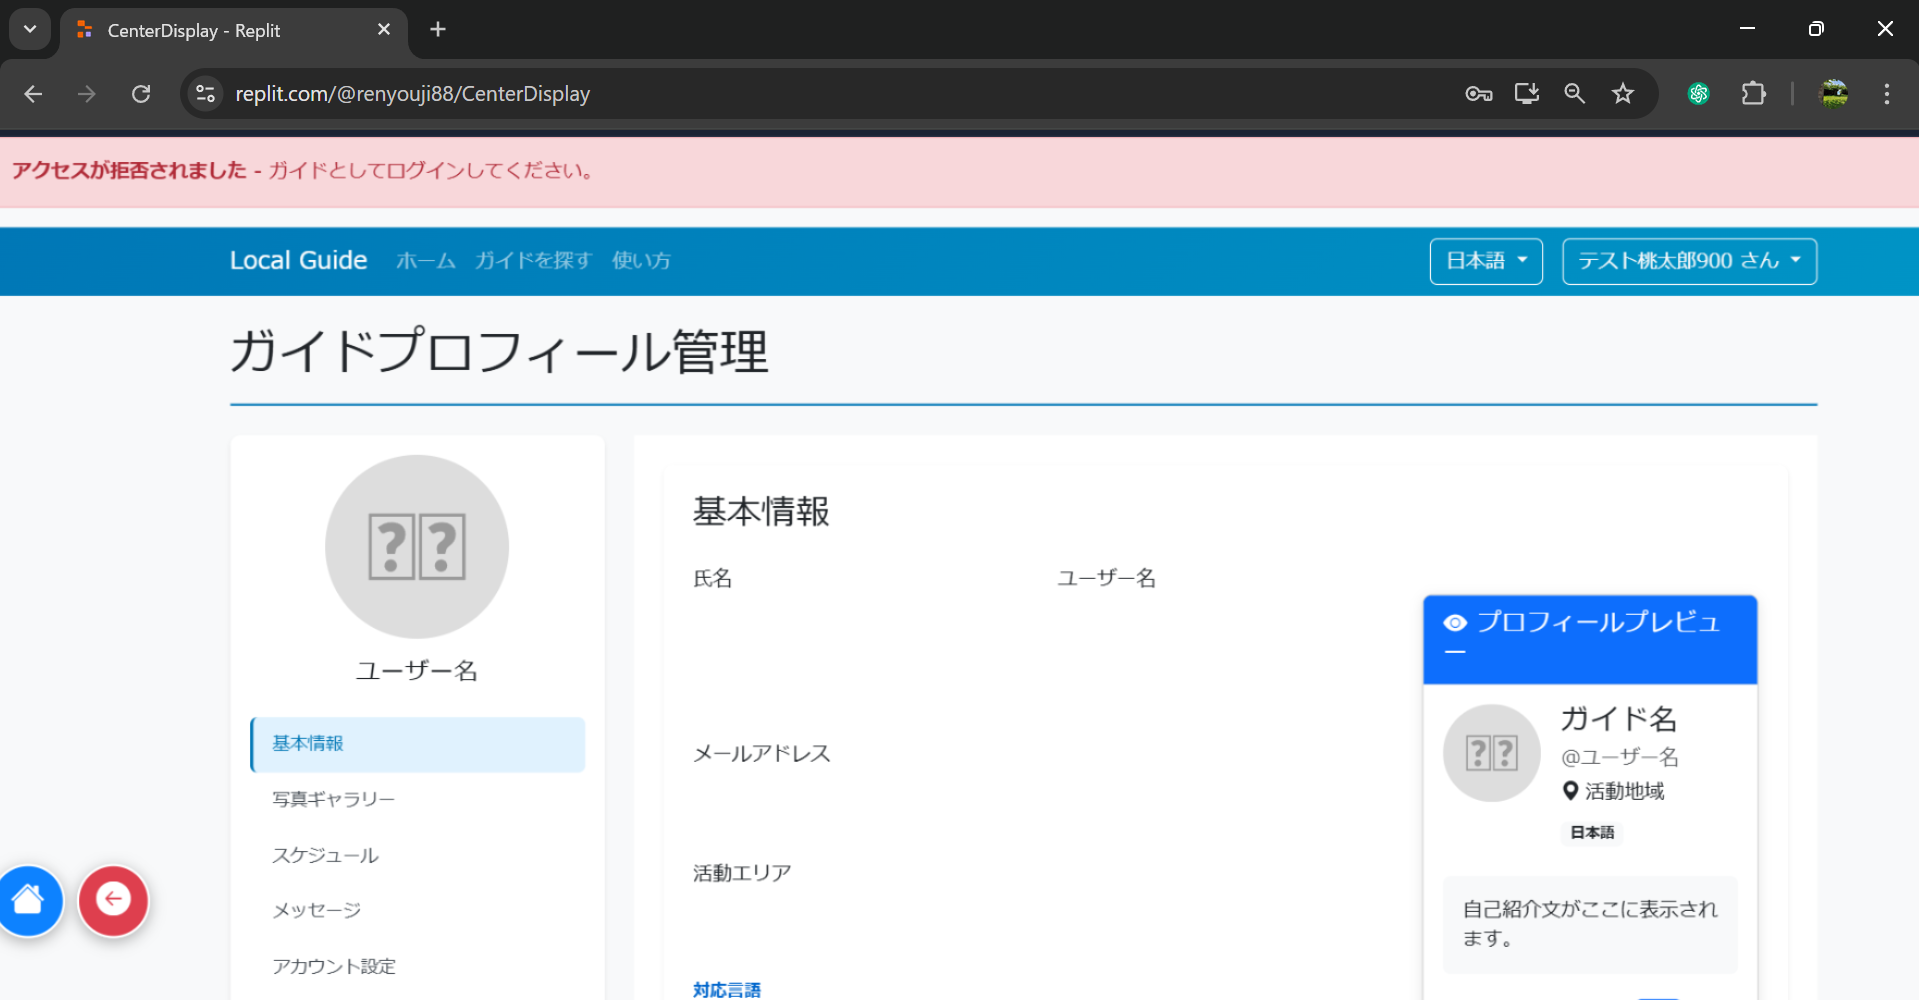 CenterDisplay - Replit
replit.com/@renyouji88/CenterDisplay
アクセスが拒否されました - ガイドとしてログインしてください。
Local Guide ホーム ガイドを探す 使い方 日本語 テスト桃太郎900 さん
ガイドプロフィール管理
??
ユーザー名
基本情報
写真ギャラリー
スケジュール
メッセージ
アカウント設定
基本情報
氏名 ユーザー名
メールアドレス
活動エリア
対応言語
プロフィールプレビュ
ー
??
ガイド名
@ユーザー名
活動地域
日本語
自己紹介文がここに表示され
ます。